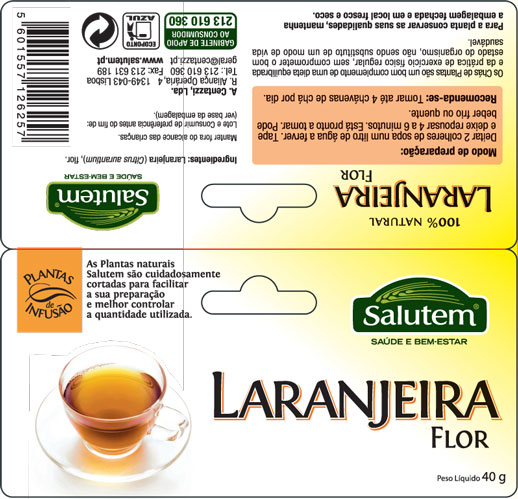 100% NATURAL
LARANJEIRA
FLOR
Modo de preparação:
Deitar 2 colheres de sopa num litro de água a ferver. Tape
e deixe repousar 4 a 6 minutos. Está pronto a tomar. Pode
beber frio ou quente.
Recomenda-se: Tomar até 4 chávenas de chá por dia.
Os Chás de Plantas são um bom complemento de uma dieta equilibrada
e da prática de exercício físico regular, sem comprometer o bom
estado do organismo, não sendo substituto de um modo de vida
saudável.
Para a planta conservar as suas qualidades, mantenha
a embalagem fechada e em local fresco e seco.
Salutem®
SAÚDE E BEM-ESTAR
Ingredientes: Laranjeira (Citrus aurantium), flor.
Manter fora do alcance das crianças.
Lote e Consumir de preferência antes do fim de:
(ver base da embalagem).
A. Centazzi, Lda.
R. Aliança Operária, 4 1349-043 Lisboa
Tel.: 213 610 360 Fax: 213 631 189
geral@centazzi.pt www.salutem.pt
GABINETE DE APOIO
AO CONSUMIDOR
213 610 360
ECOPONTO
AZUL
5601557126257
PLANTAS
de
INFUSÃO
As Plantas naturais
Salutem são cuidadosamente
cortadas para facilitar
a sua preparação
e melhor controlar
a quantidade utilizada.
Salutem®
SAÚDE E BEM-ESTAR
LARANJEIRA
FLOR
Peso Líquido 40 g